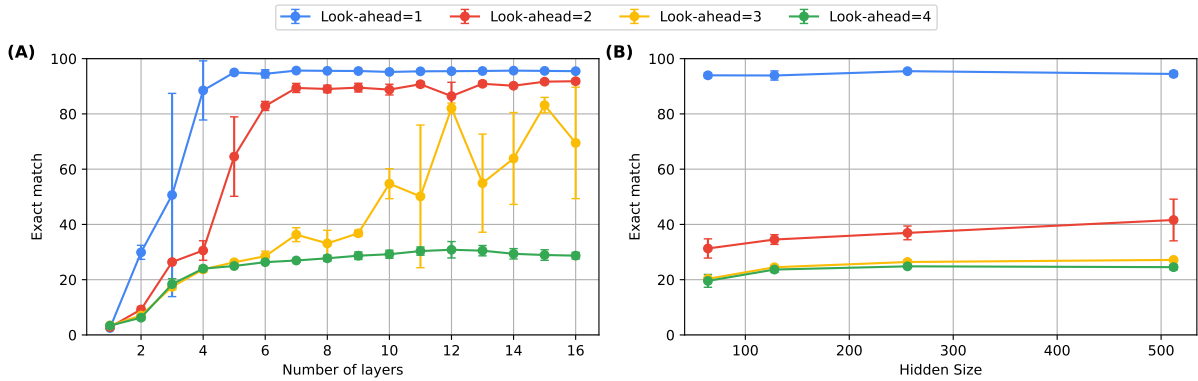 Look-ahead=1 Look-ahead=2 Look-ahead=3 Look-ahead=4
(A)
100
80
60
40
20
0
Exact match
2 4 6 8 10 12 14 16
Number of layers
(B)
100
80
60
40
20
0
Exact match
100 200 300 400 500
Hidden Size